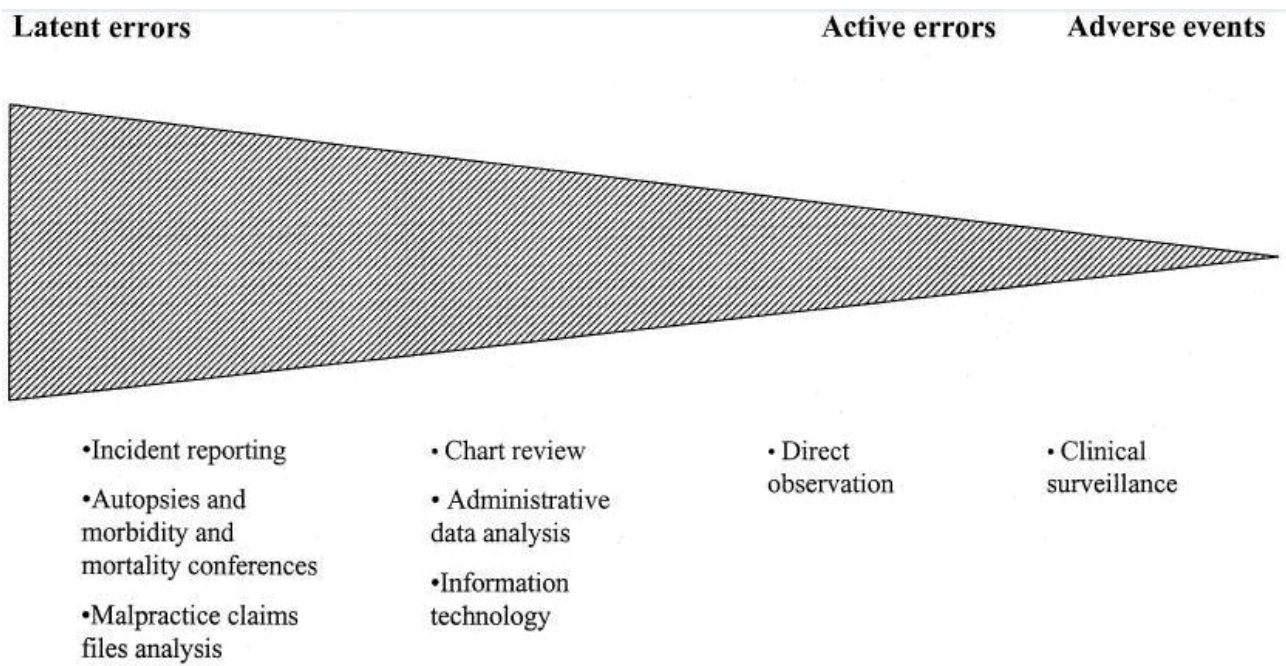 Latent errors
Active errors
Adverse events
•Incident reporting
•Autopsies and
morbidity and
mortality conferences
•Malpractice claims
files analysis
• Chart review
• Administrative
data analysis
•Information
technology
• Direct
observation
• Clinical
surveillance